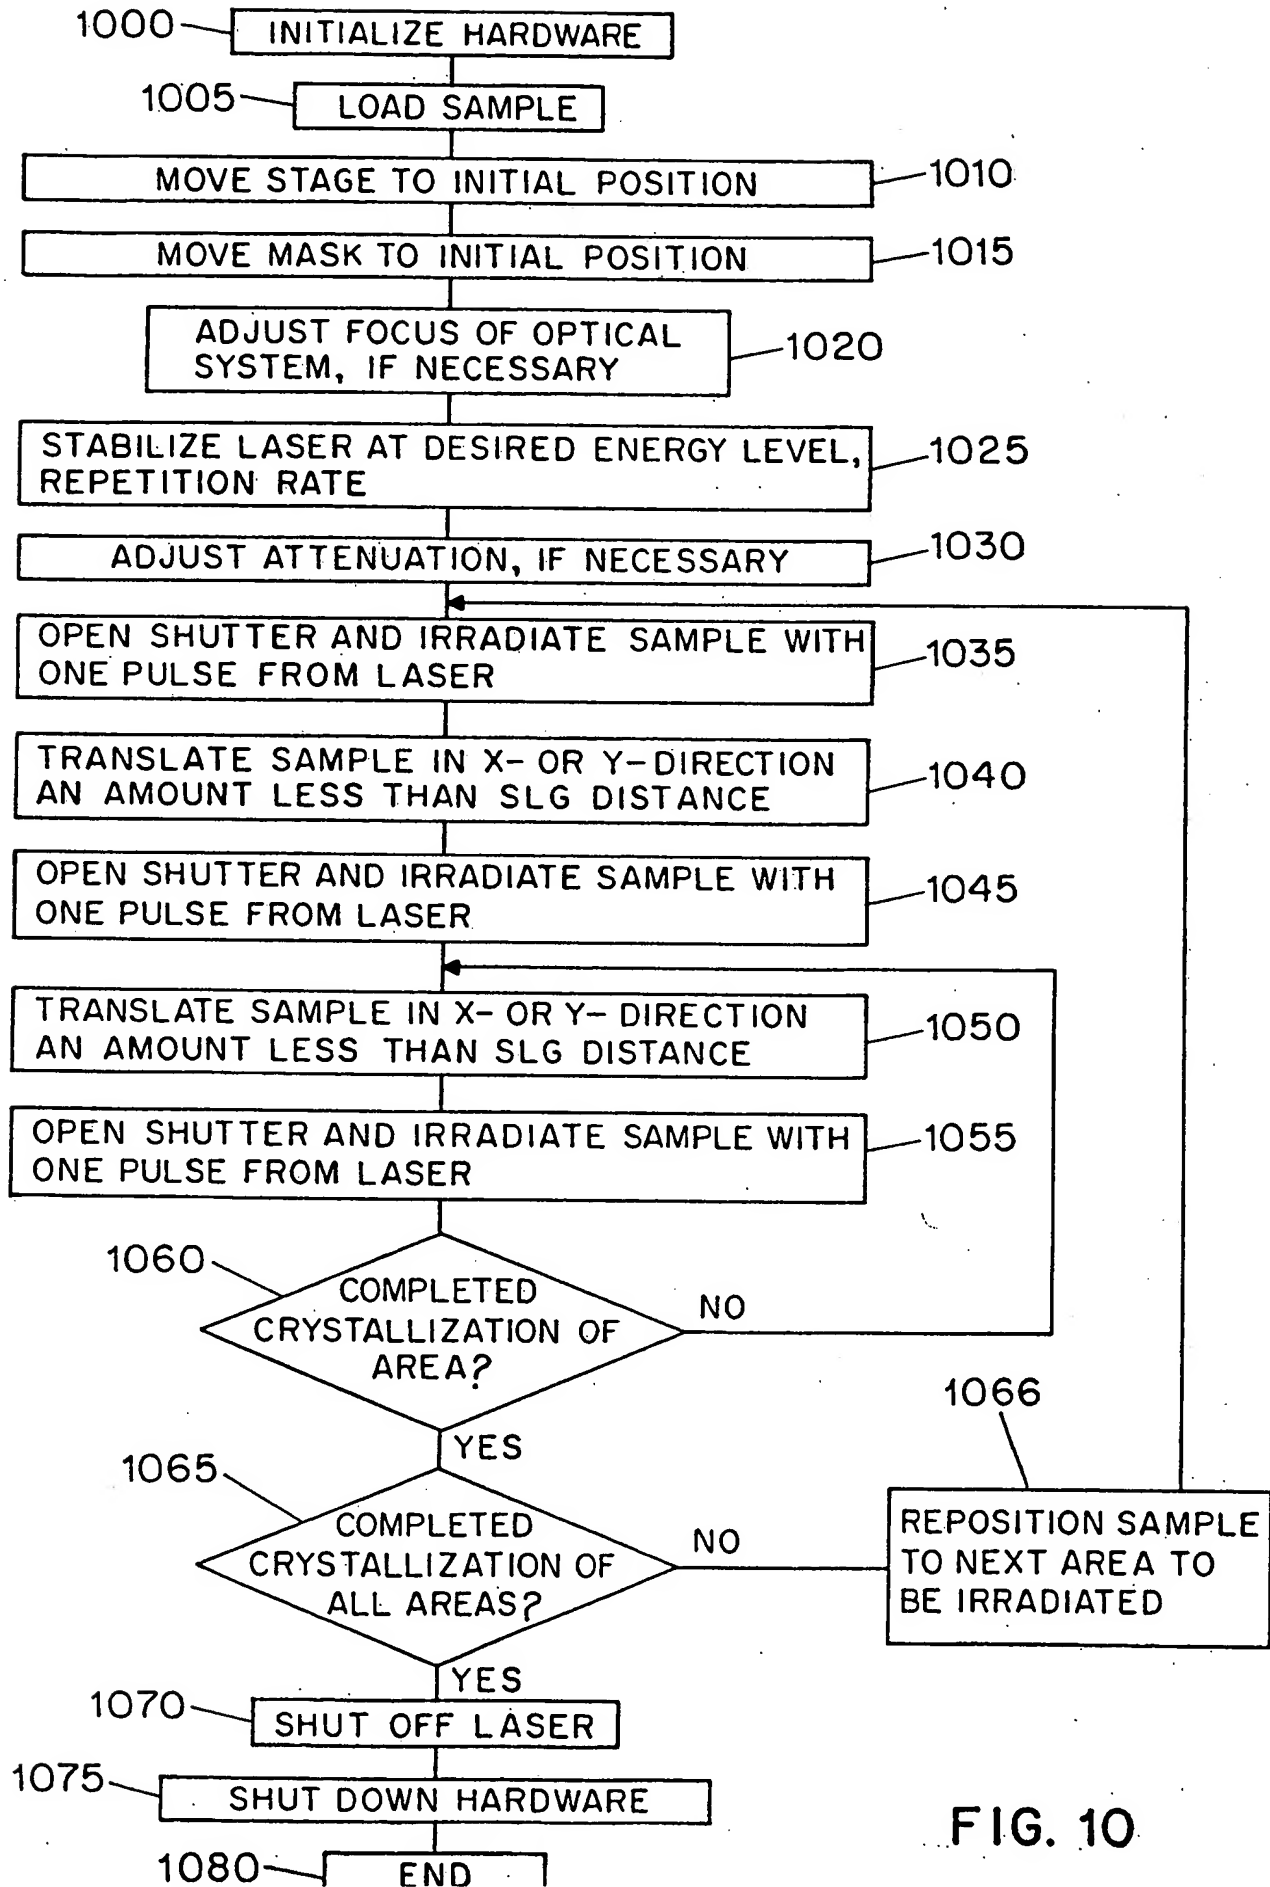 1000
INITIALIZE HARDWARE
1005
LOAD SAMPLE
MOVE STAGE TO INITIAL POSITION
1010
MOVE MASK TO INITIAL POSITION
1015
ADJUST FOCUS OF OPTICAL
SYSTEM, IF NECESSARY
1020
STABILIZE LASER AT DESIRED ENERGY LEVEL,
REPETITION RATE
1025
ADJUST ATTENUATION, IF NECESSARY
1030
OPEN SHUTTER AND IRRADIATE SAMPLE WITH
ONE PULSE FROM LASER
1035
TRANSLATE SAMPLE IN X- OR Y-DIRECTION
AN AMOUNT LESS THAN SLG DISTANCE
1040
OPEN SHUTTER AND IRRADIATE SAMPLE WITH
ONE PULSE FROM LASER
1045
TRANSLATE SAMPLE IN X- OR Y- DIRECTION
AN AMOUNT LESS THAN SLG DISTANCE
1050
OPEN SHUTTER AND IRRADIATE SAMPLE WITH
ONE PULSE FROM LASER
1055
1060
COMPLETED
CRYSTALLIZATION OF
AREA?
NO
YES
1065
COMPLETED
CRYSTALLIZATION OF
ALL AREAS?
NO
1066
REPOSITION SAMPLE
TO NEXT AREA TO
BE IRRADIATED
YES
1070
SHUT OFF LASER
1075
SHUT DOWN HARDWARE
1080
END
FIG. 10